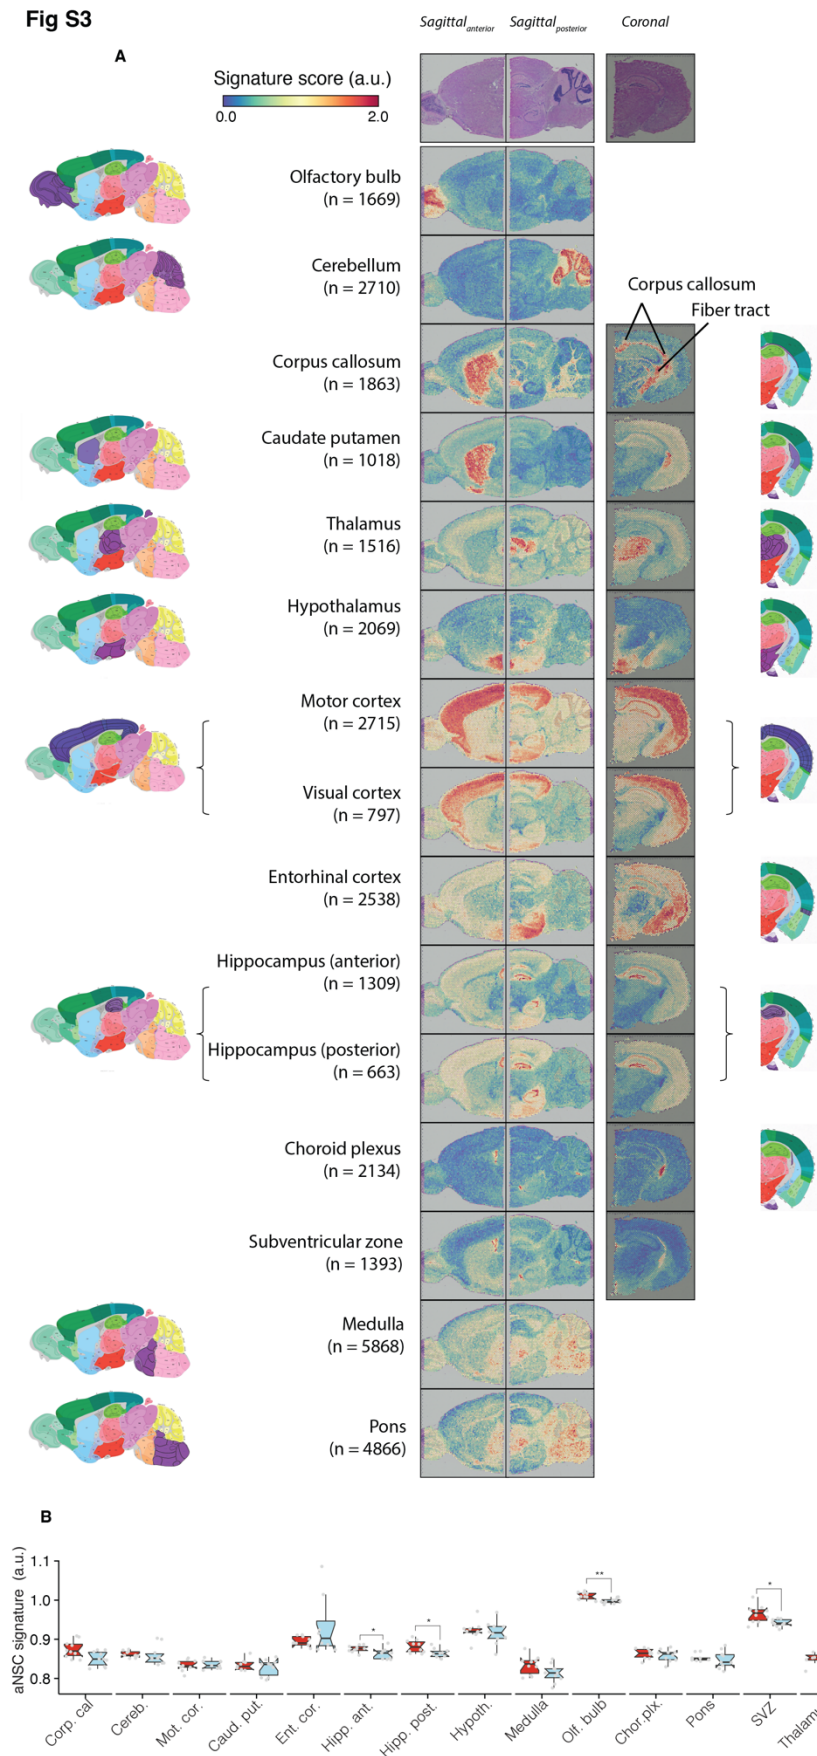 Fig S3
Sagittal anterior Sagittal posterior Coronal
A
Signature score (a.u.)
0.0 2.0
Olfactory bulb
(n = 1669)
Cerebellum
(n = 2710)
Corpus callosum
Fiber tract
Corpus callosum
(n = 1863)
Caudate putamen
(n = 1018)
Thalamus
(n = 1516)
Hypothalamus
(n = 2069)
Motor cortex
(n = 2715)
Visual cortex
(n = 797)
Entorhinal cortex
(n = 2538)
Hippocampus (anterior)
(n = 1309)
Hippocampus (posterior)
(n = 663)
Choroid plexus
(n = 2134)
Subventricular zone
(n = 1393)
Medulla
(n = 5868)
Pons
(n = 4866)
B
aNSC signature (a.u.)
1.1
1.0
0.9
0.8
* * ** *
Corp. cal Cereb. Mot. cor. Caud. put. Ent. cor. Hipp. ant. Hipp. post. Hypoth. Medulla Olf. bulb Chor.plx. Pons SVZ Thalamu